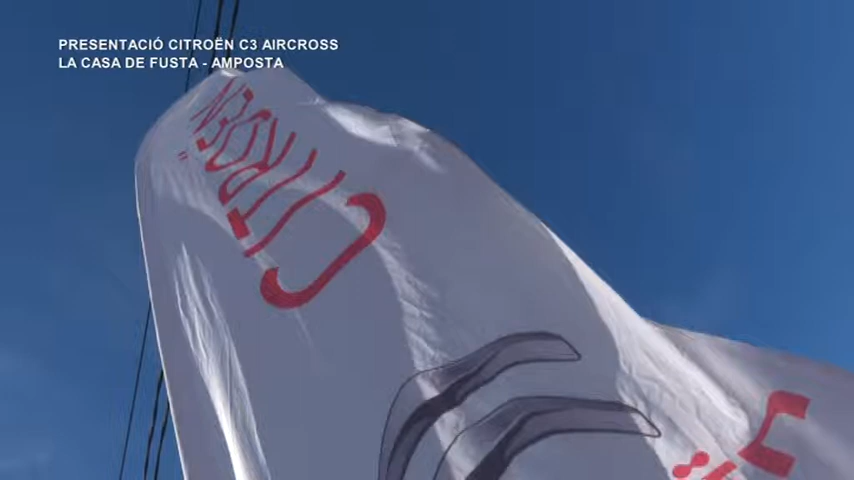 PRESENTACIÓ CITROËN C3 AIRCROSS
LA CASA DE FUSTA - AMPOSTA
CITROËN